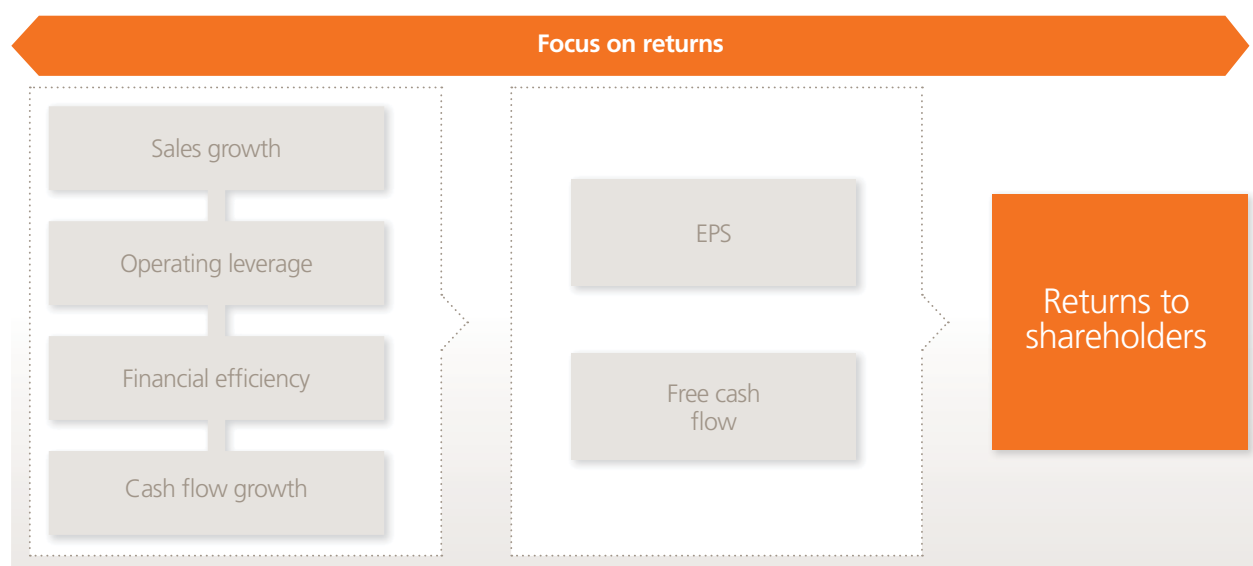 Focus on returns
Sales growth
Operating leverage
Financial efficiency
Cash flow growth
EPS
Free cash
flow
Returns to
shareholders